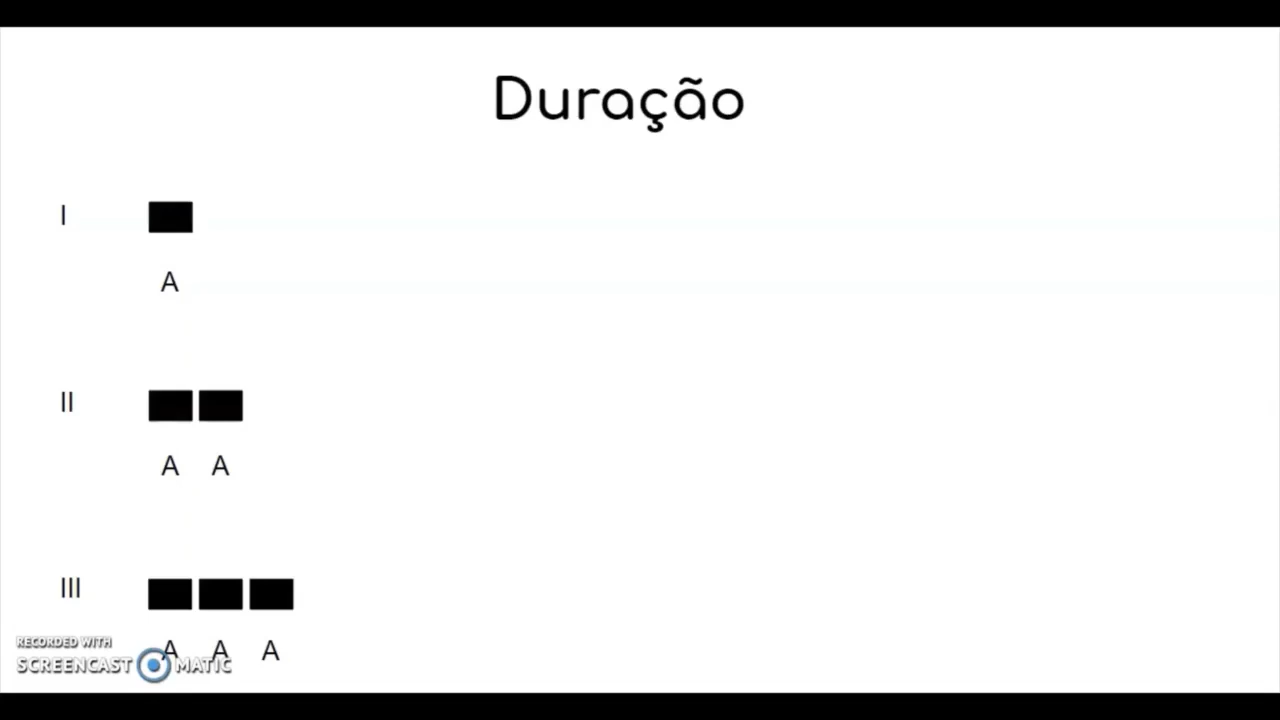 Duração
I
A
II
A A
III
A A A
RECORDED WITH
SCREENCAST MATIC